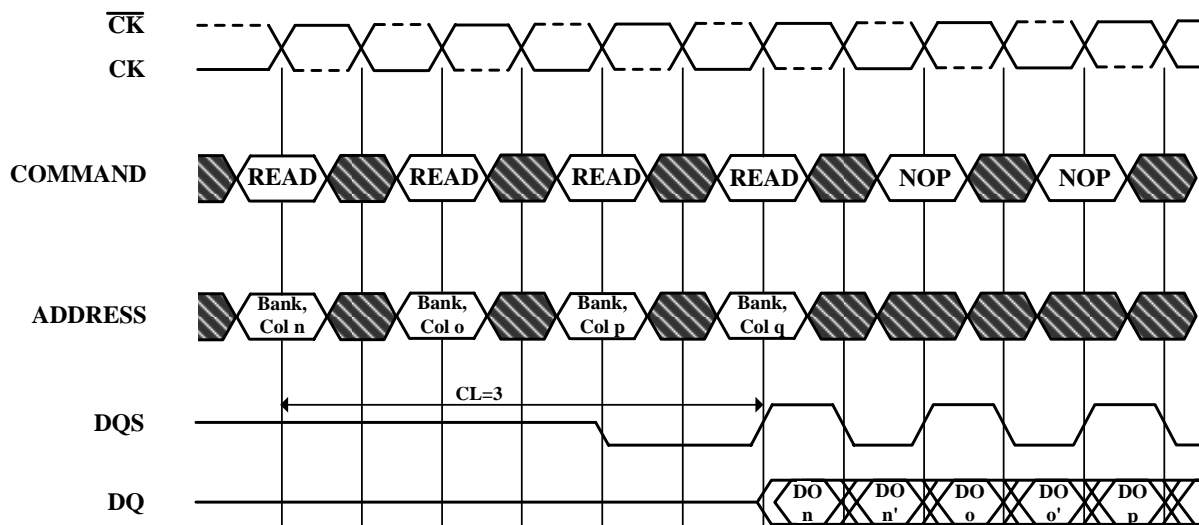 CK
CK
COMMAND
READ
READ
READ
READ
NOP
NOP
ADDRESS
Bank,
Col n
Bank,
Col o
Bank,
Col p
Bank,
Col q
CL=3
DQS
DQ
DO
n
DO
n'
DO
o
DO
o'
DO
p